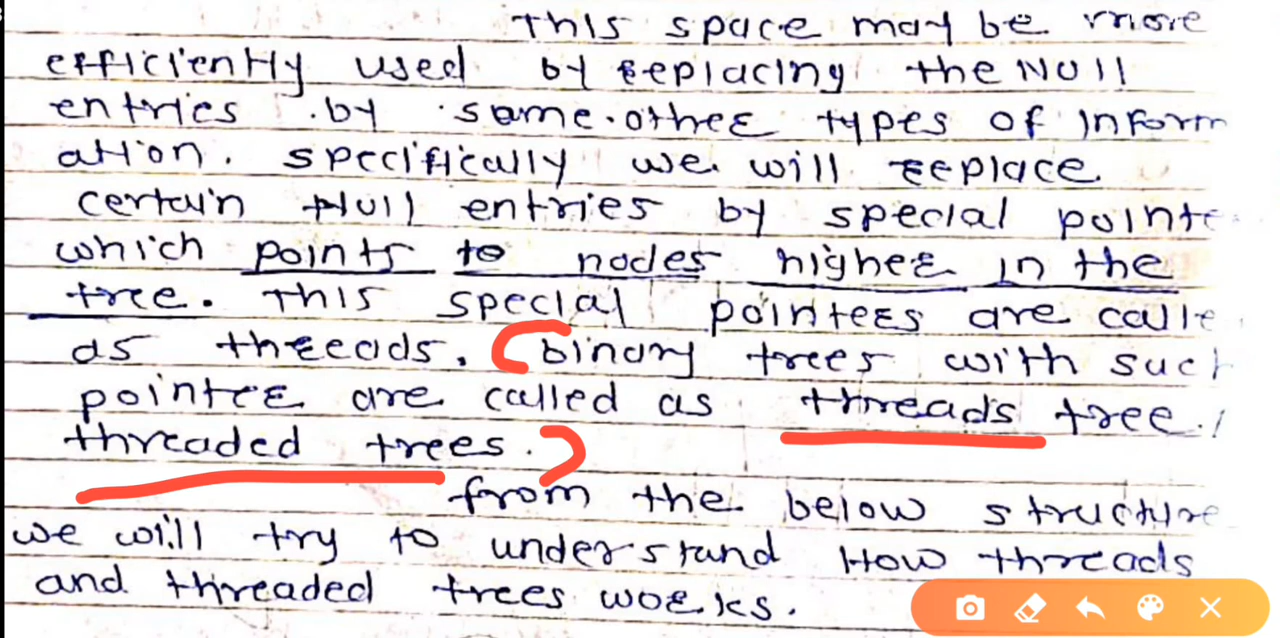 This space may be more
efficiently used by replacing the Null
entries by some other types of inform
ation. specifically we will replace
certain Null entries by special pointe
which points to nodes higher in the
tree. This special pointers are calle
as threads. (binary trees with such
pointer are called as threads tree /
threaded trees.)
from the below structure
we will try to understand How threads
and threaded trees works.